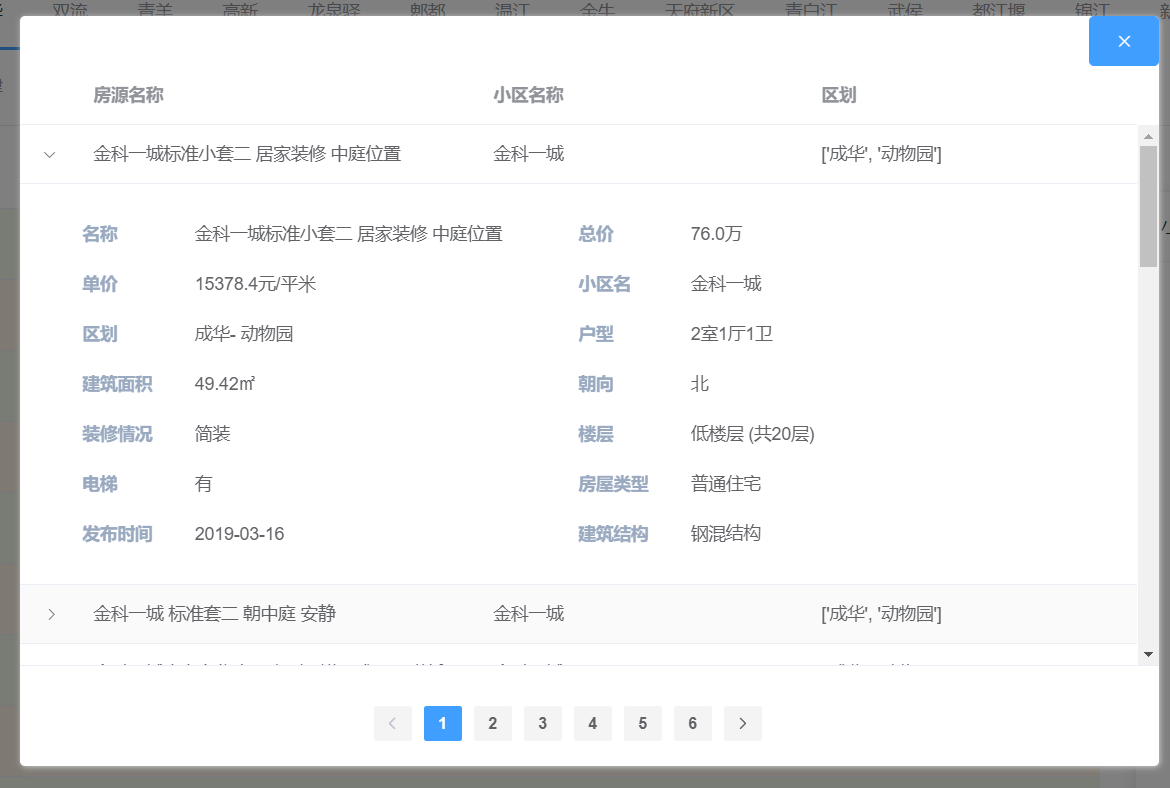 双流 青羊 高新 龙泉驿 郫都 温江 金牛 天府新区 青白江 武侯 都江堰 锦江
房源名称 小区名称 区划
金科一城标准小套二 居家装修 中庭位置 金科一城 ['成华', '动物园']
名称 金科一城标准小套二 居家装修 中庭位置 总价 76.0万
单价 15378.4元/平米 小区名 金科一城
区划 成华- 动物园 户型 2室1厅1卫
建筑面积 49.42㎡ 朝向 北
装修情况 简装 楼层 低楼层 (共20层)
电梯 有 房屋类型 普通住宅
发布时间 2019-03-16 建筑结构 钢混结构
金科一城 标准套二 朝中庭 安静 金科一城 ['成华', '动物园']
1 2 3 4 5 6